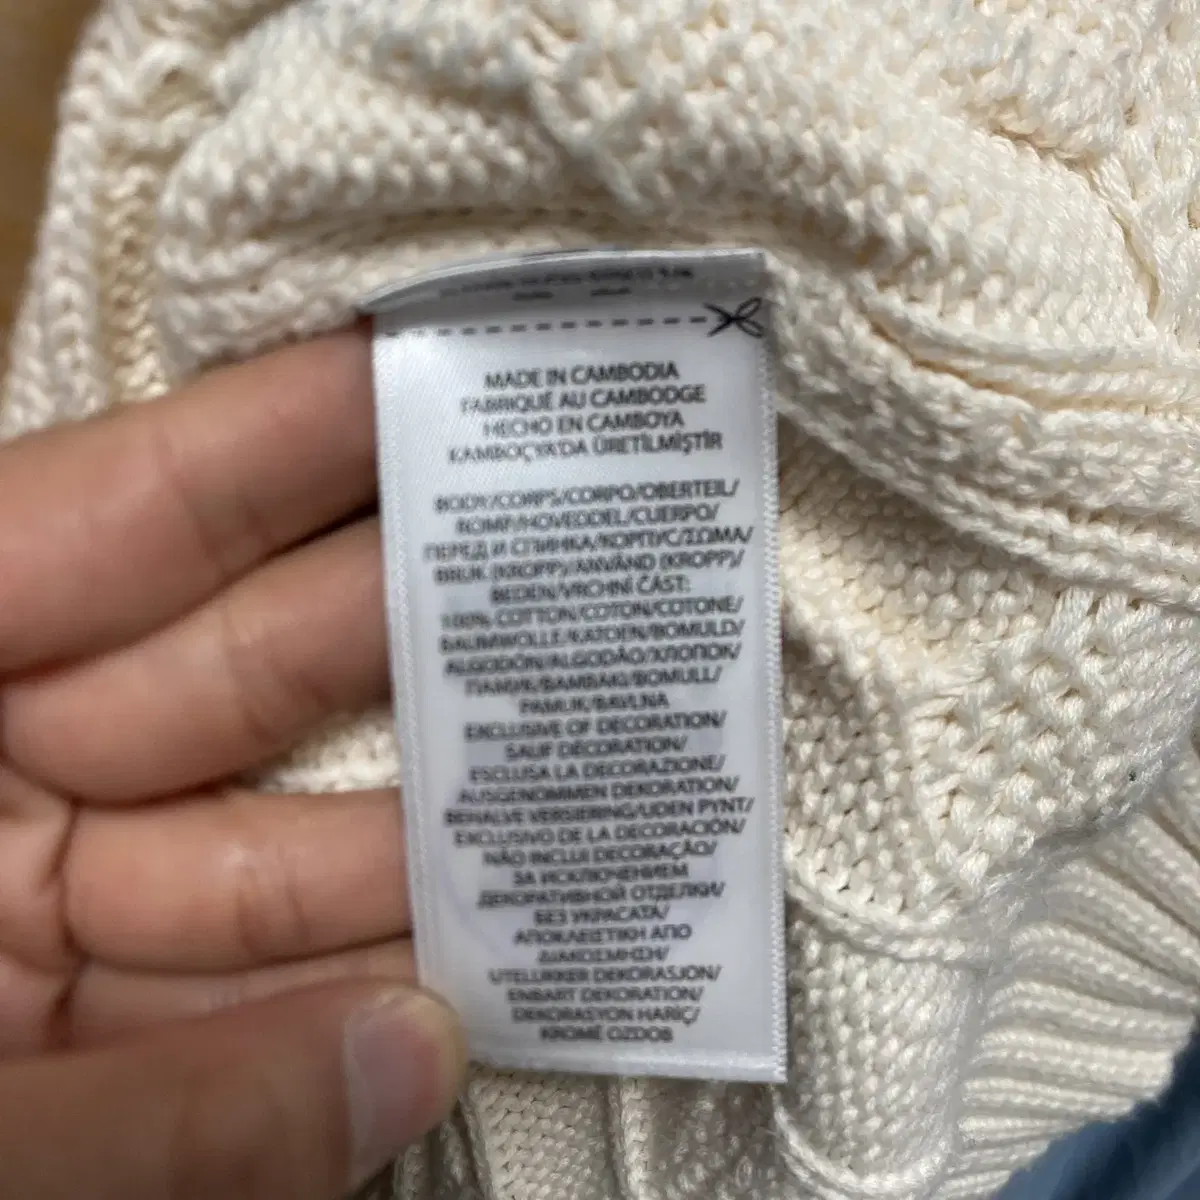 MADE IN CAMBODIA
FABRIQUÉ AU CAMBODGE
HECHO EN CAMBOYA
KAMBOÇYA'DA ÜRETİLMİŞTİR
BODY/CORPS/CORPO/OBERTEIL/
ROMP/HOVEDDEL/CUERPO/
ПЕРЕД И СПИНКА/КОРПУС/ΣΩΜΑ/
BRUK (KROPP)/ANVÄND (KROPP)/
BEDEN/VRCHNÍ ČÁST:
100% COTTON/COTON/COTONE/
BAUMWOLLE/KATOEN/BOMULD/
ALGODÓN/ALGODÃO/ХЛОПОК/
ПАМУК/ΒΑΜΒΑΚΙ/BOMULL/
PAMUK/BAVLNA
EXCLUSIVE OF DECORATION/
SAUF DÉCORATION/
ESCLUSA LA DECORAZIONE/
AUSGENOMMEN DEKORATION/
BEHALVE VERSIERING/UDEN PYNT/
EXCLUSIVO DE LA DECORACIÓN/
NÃO INCLUI DECORAÇÃO/
ЗА ИСКЛЮЧЕНИЕМ
ДЕКОРАТИВНОЙ ОТДЕЛКИ/
БЕЗ УКРАСАТА/
ΑΠΟΚΛΕΙΣΤΙΚΗ ΑΠΟ
ΔΙΑΚΟΣΜΗΣΗ/
UTELUKKER DEKORASJON/
ENBART DEKORATION/
DEKORASYON HARİÇ/
KROMĚ OZDOB